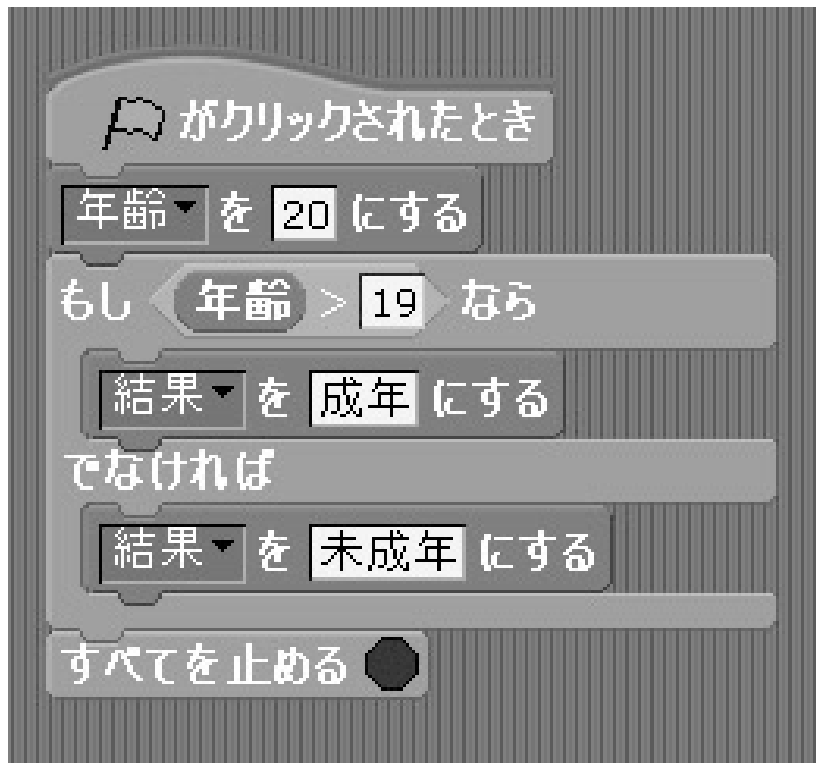 がクリックされたとき
年齢 を 20 にする
もし 年齢 > 19 なら
結果 を 成年 にする
でなければ
結果 を 未成年 にする
すべてを止める